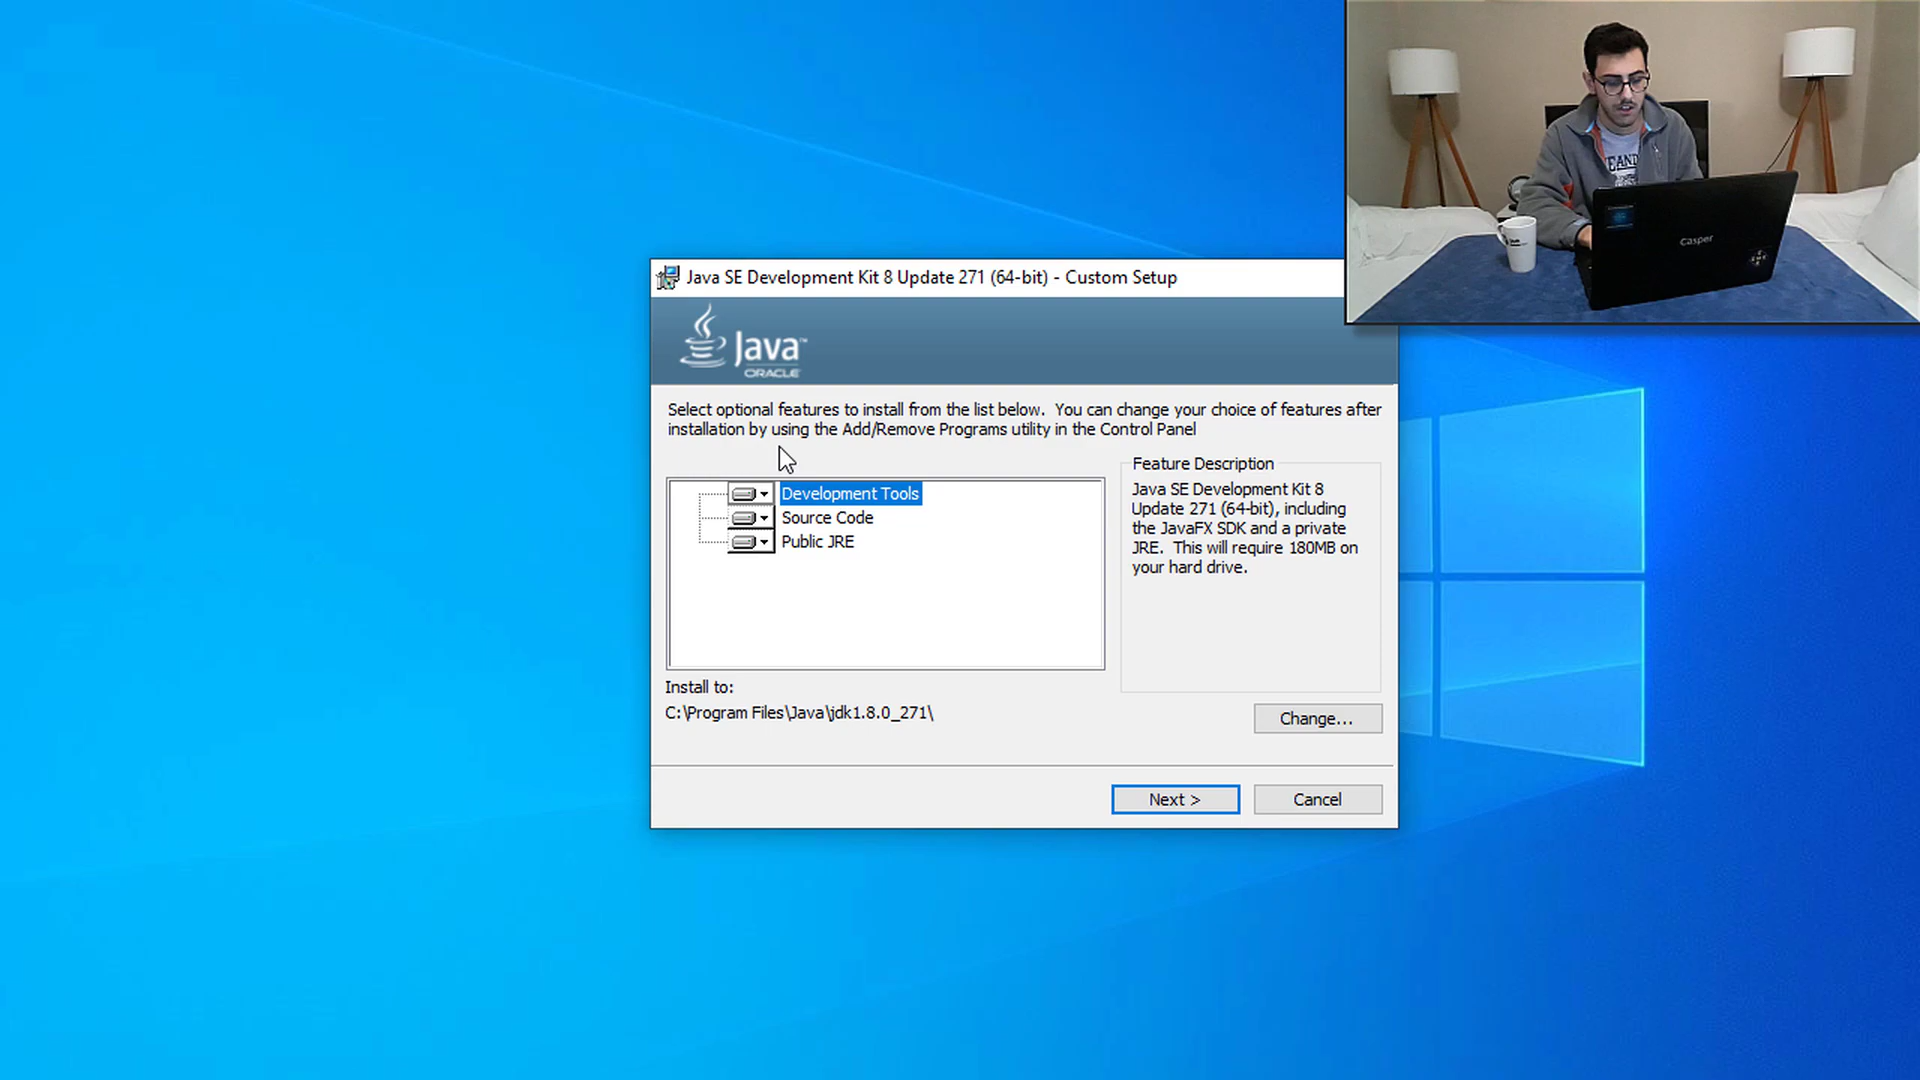 Java SE Development Kit 8 Update 271 (64-bit) - Custom Setup
Java™
ORACLE
Select optional features to install from the list below. You can change your choice of features after
installation by using the Add/Remove Programs utility in the Control Panel
Development Tools
Source Code
Public JRE
Feature Description
Java SE Development Kit 8
Update 271 (64-bit), including
the JavaFX SDK and a private
JRE. This will require 180MB on
your hard drive.
Install to:
C:\Program Files\Java\jdk1.8.0_271\
Change...
Next >
Cancel
Casper